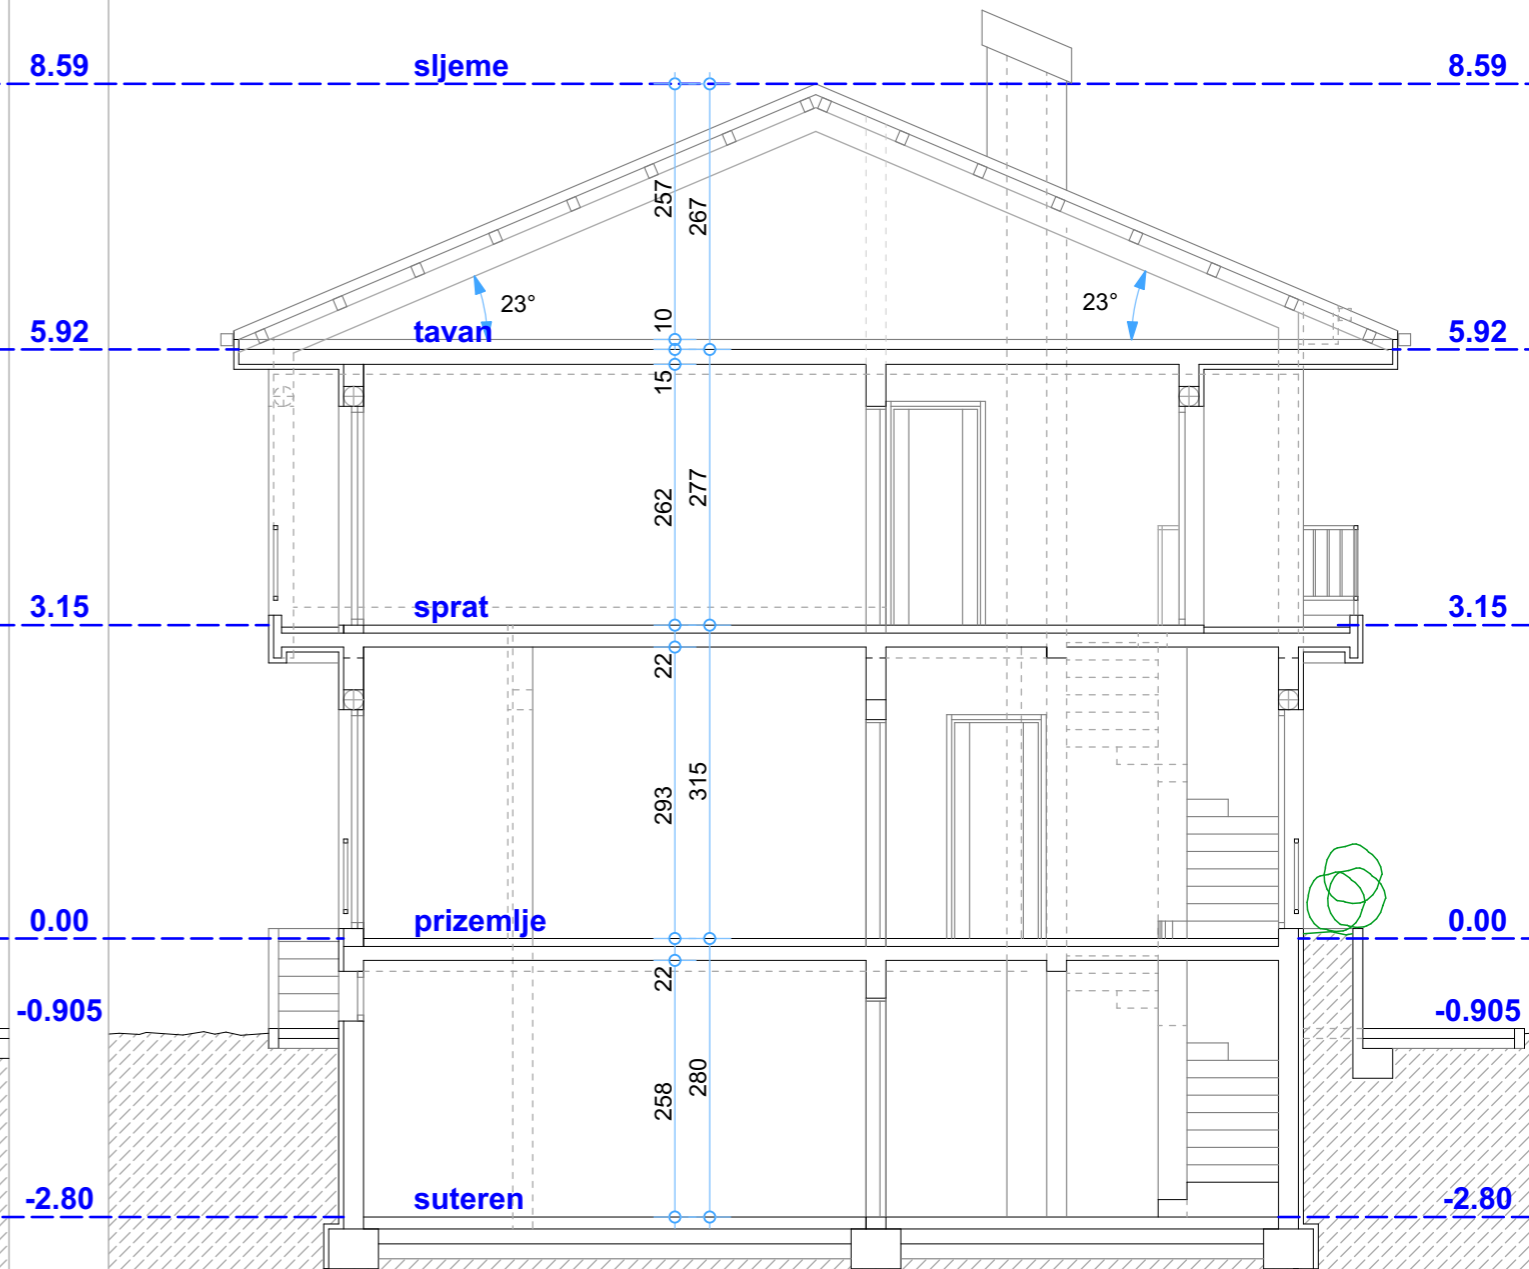 8.59 sljeme 8.59
257
267
23° 23°
10
5.92 tavan 5.92
15
262
277
3.15 sprat 3.15
22
293
315
0.00 prizemlje 0.00
22
-0.905 -0.905
258
280
-2.80 suteren -2.80